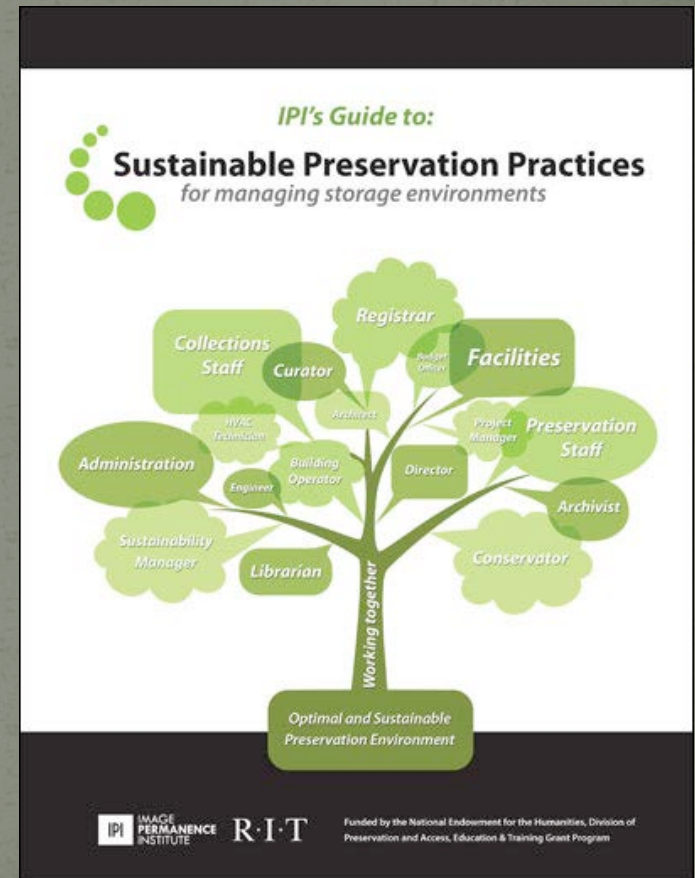 IPI's Guide to:
Sustainable Preservation Practices
for managing storage environments
Registrar
Collections
Staff
Curator
Budget
Officer
Facilities
Architect
HVAC
Technician
Project
Manager
Preservation
Staff
Administration
Building
Operator
Director
Engineer
Archivist
Sustainability
Manager
Librarian
Conservator
Working together
Optimal and Sustainable
Preservation Environment
IPI
IMAGE
PERMANENCE
INSTITUTE
R·I·T
Funded by the National Endowment for the Humanities, Division of
Preservation and Access, Education & Training Grant Program